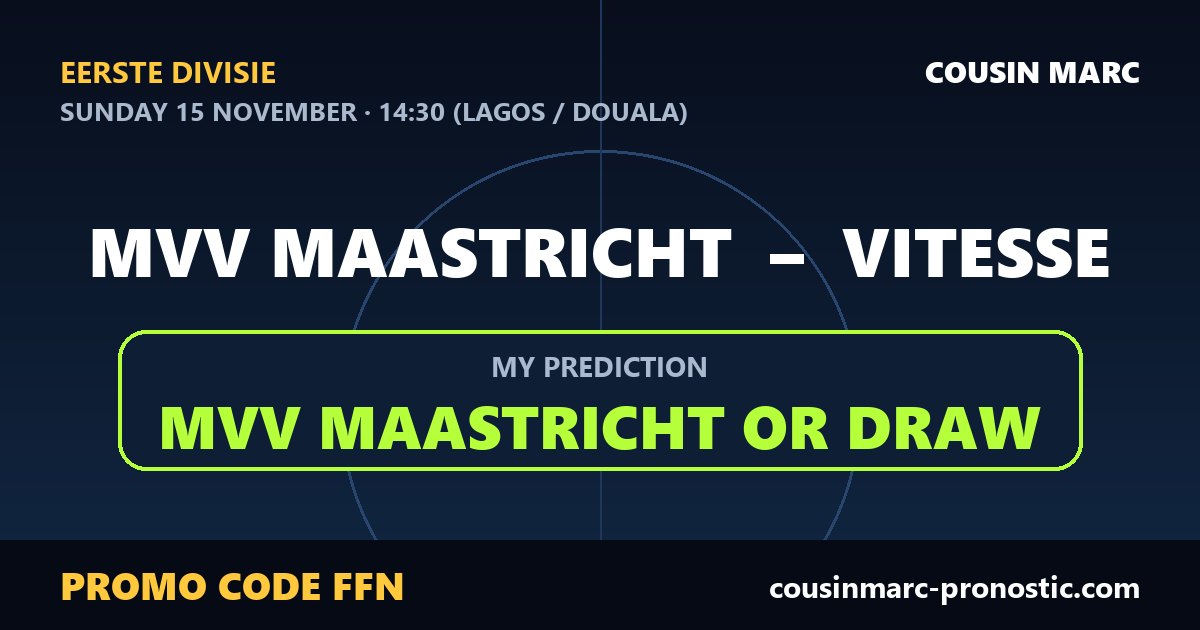 EERSTE DIVISIE
COUSIN MARC
SUNDAY 15 NOVEMBER · 14:30 (LAGOS / DOUALA)
MVV MAASTRICHT – VITESSE
MY PREDICTION
MVV MAASTRICHT OR DRAW
PROMO CODE FFN
cousinmarc-pronostic.com